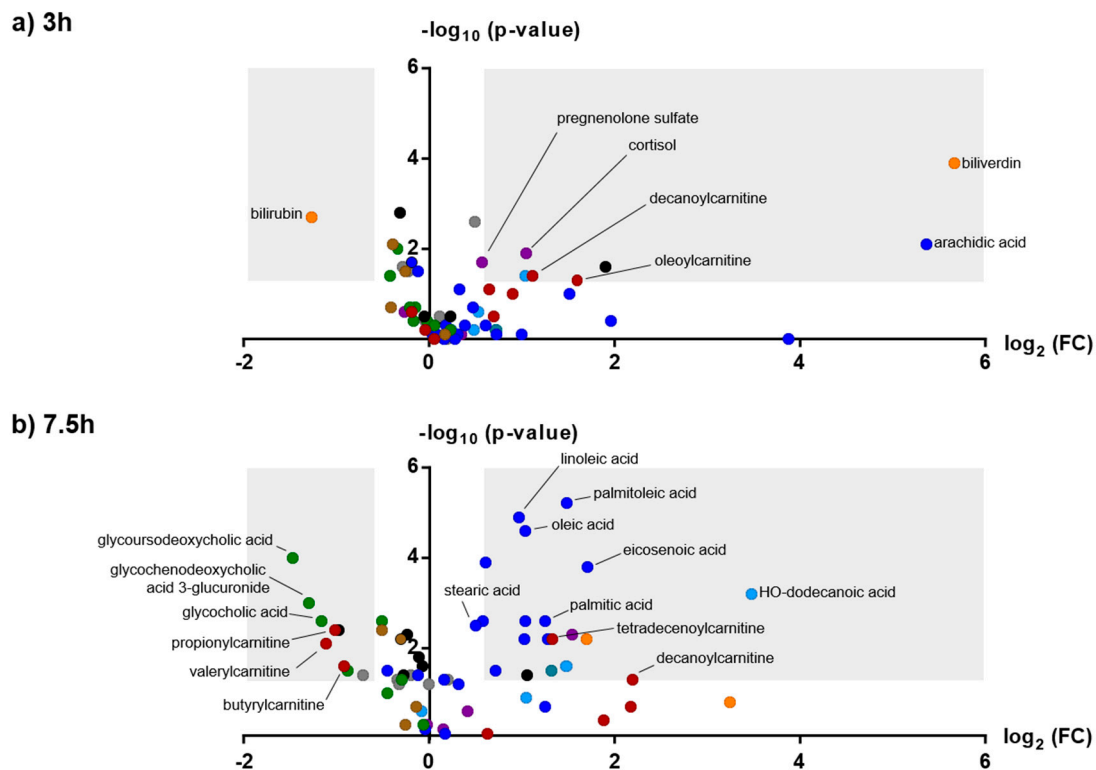 a) 3h
-log10 (p-value)
6
pregnenolone sulfate
cortisol
4
biliverdin
decanoylcarnitine
bilirubin
arachidic acid
2
oleoylcarnitine
-2
0
2
4
6
log2 (FC)
b) 7.5h
-log10 (p-value)
6
linoleic acid
palmitoleic acid
oleic acid
glycoursodeoxycholic acid
4
eicosenoic acid
glycochenodeoxycholic
acid 3-glucuronide
stearic acid
HO-dodecanoic acid
glycocholic acid
palmitic acid
tetradecenoylcarnitine
propionylcarnitine
2
decanoylcarnitine
valerylcarnitine
butyrylcarnitine
-2
0
2
4
6
log2 (FC)